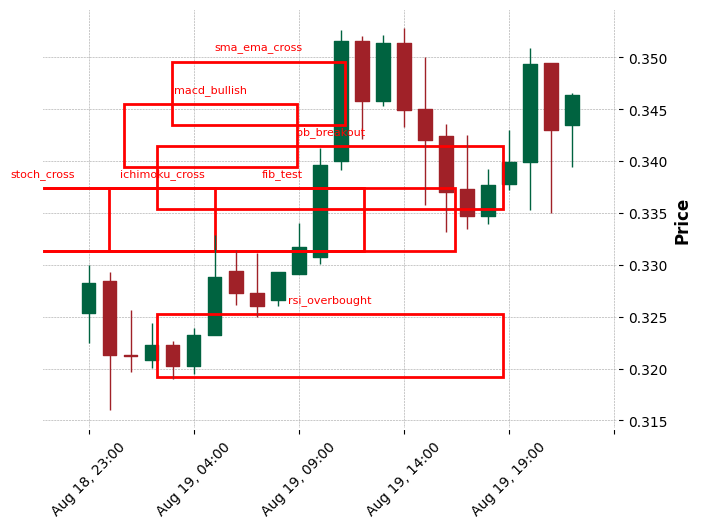 sma_ema_cross
macd_bullish
bb_breakout
stoch_cross
ichimoku_cross
fib_test
rsi_overbought
0.350
0.345
0.340
0.335
0.330
0.325
0.320
0.315
Price
Aug 18, 23:00
Aug 19, 04:00
Aug 19, 09:00
Aug 19, 14:00
Aug 19, 19:00